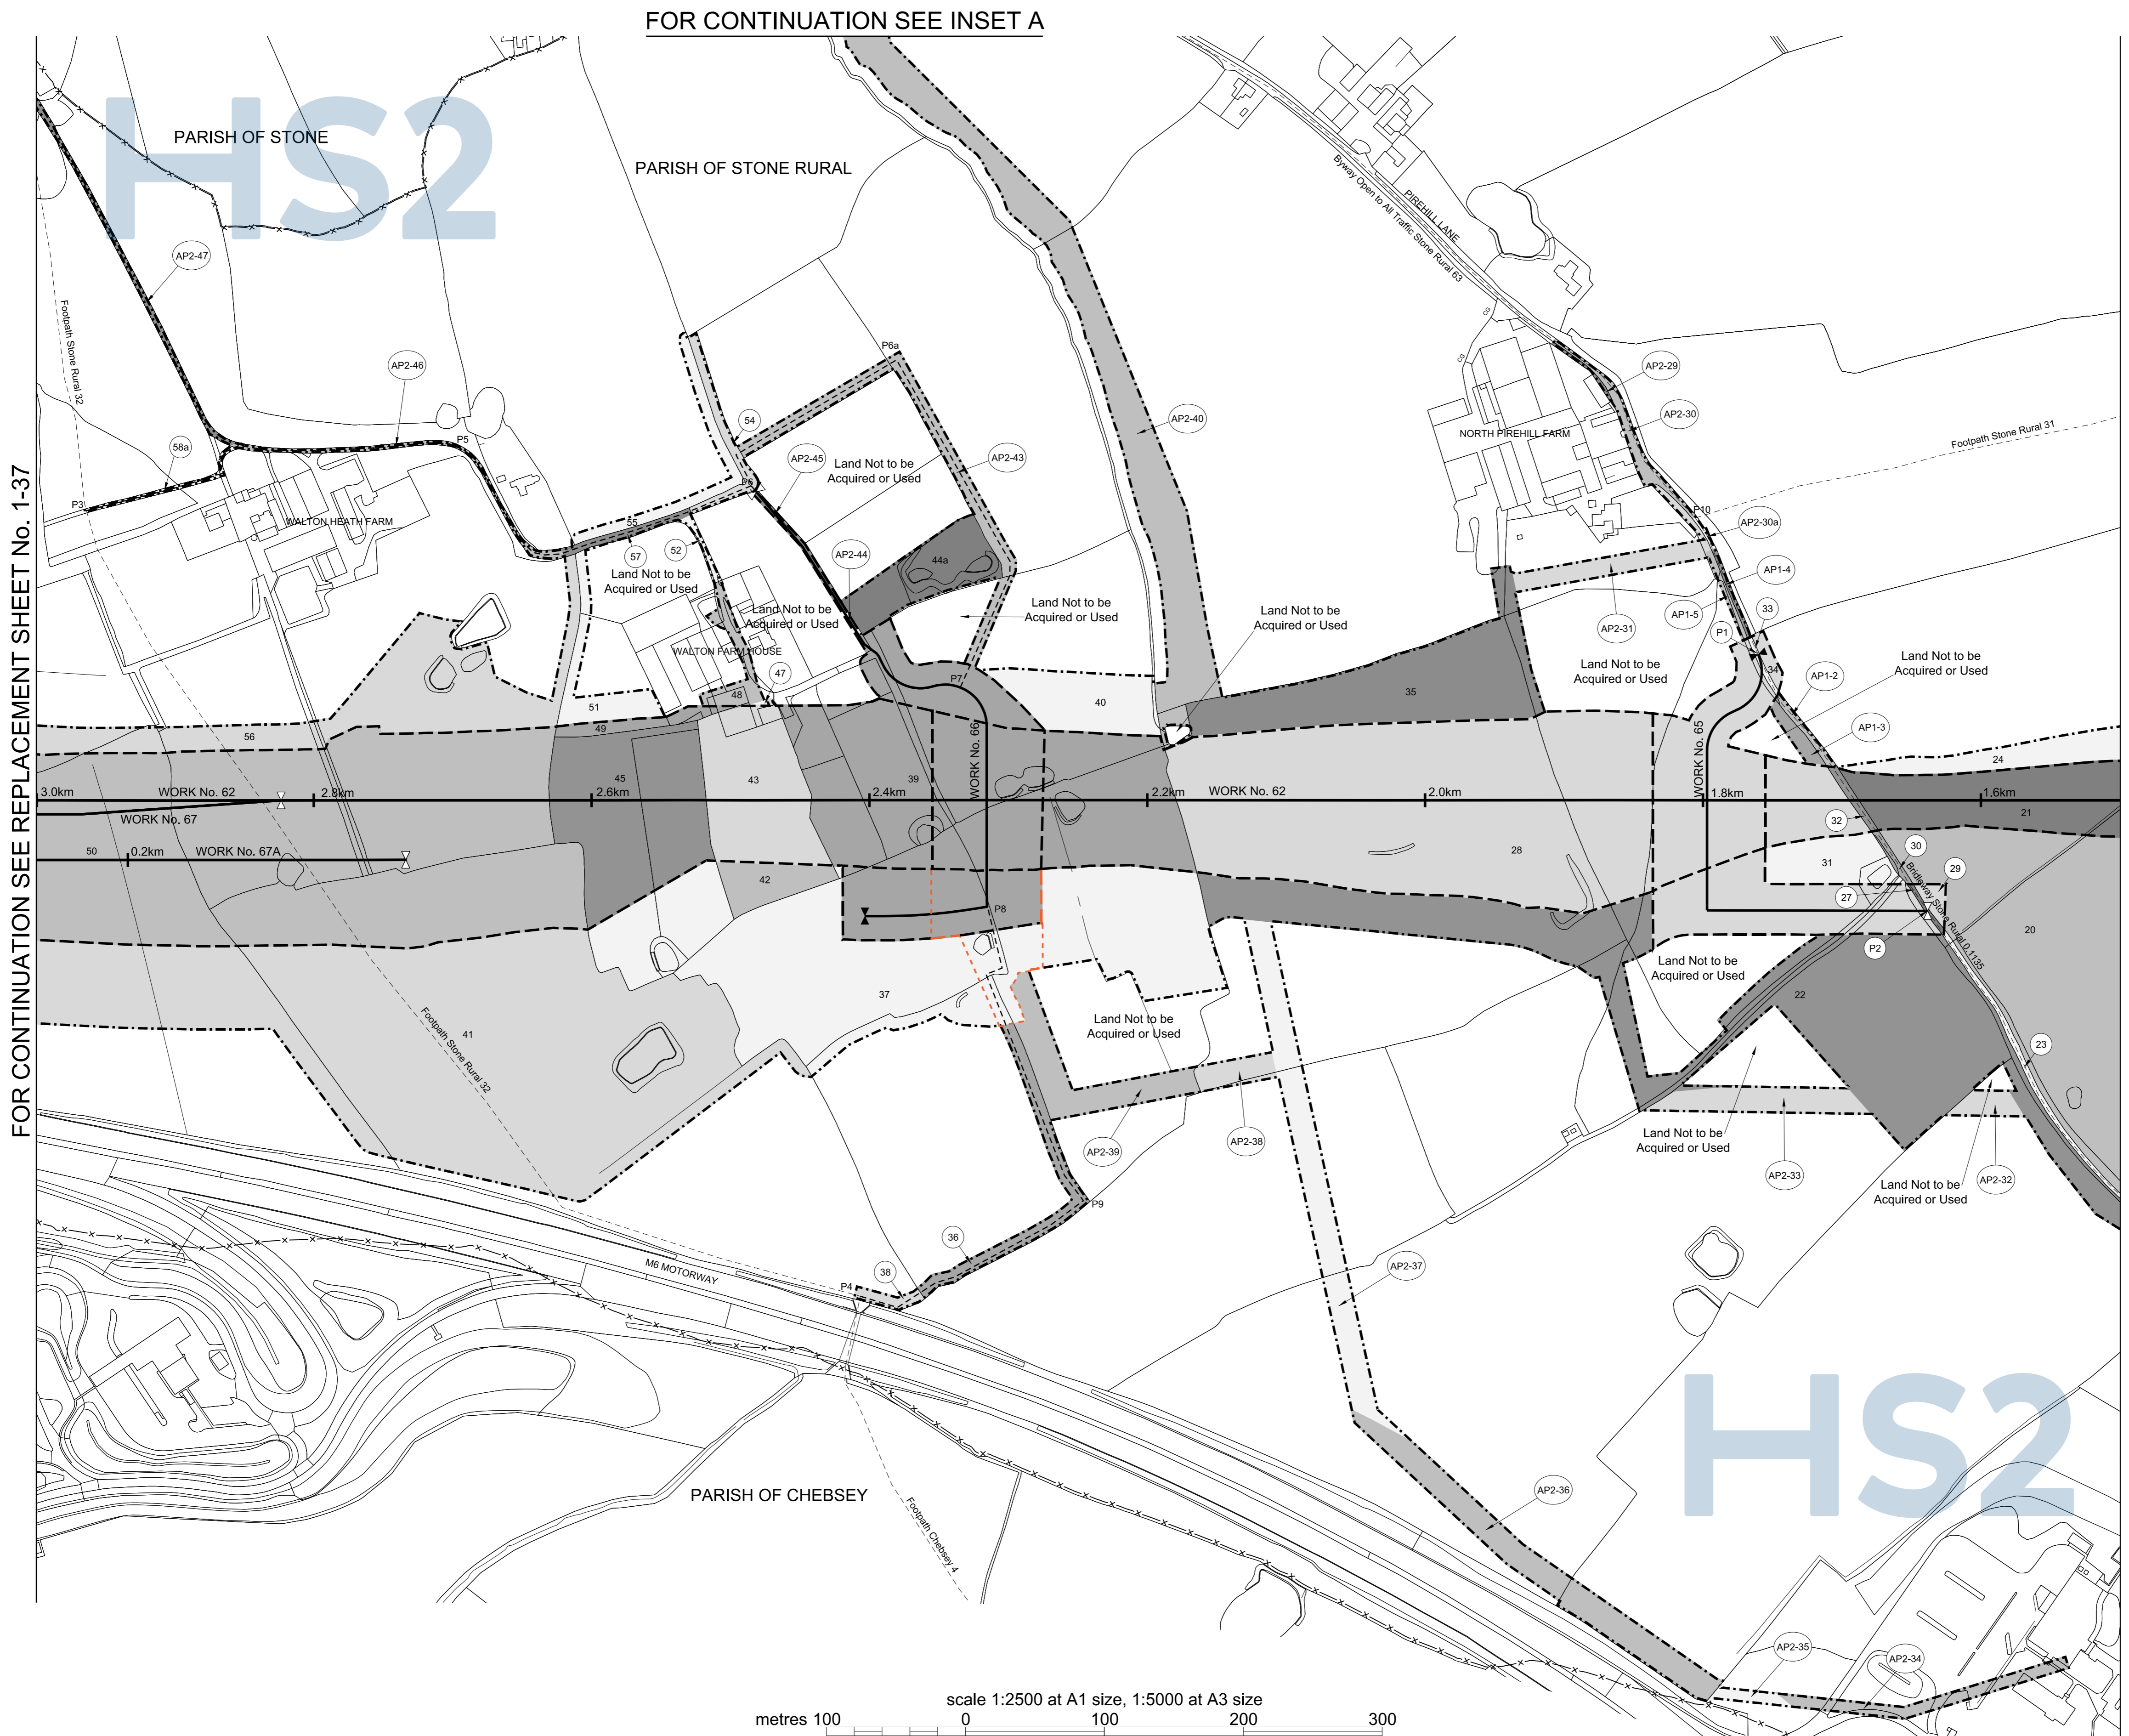 FOR CONTINUATION SEE INSET A
FOR CONTINUATION SEE REPLACEMENT SHEET No. 1-37
HS2
PARISH OF STONE
PARISH OF STONE RURAL
Byway Open to All Traffic Stone Rural 63
PIREHILL LANE
CG
CG
AP2-47
Footpath Stone Rural 32
AP2-46
P6a
AP2-29
54
AP2-40
AP2-30
58a
P5
AP2-45
Land Not to be
Acquired or Used
AP2-43
NORTH PIREHILL FARM
Footpath Stone Rural 31
P3
P6
WALTON HEATH FARM
55
P10
AP2-30a
57
52
AP2-44
44a
Land Not to be
Acquired or Used
AP1-4
Land Not to be
Acquired or Used
Land Not to be
Acquired or Used
Land Not to be
Acquired or Used
AP2-31
AP1-5
33
P1
WALTON FARM HOUSE
47
P7
Land Not to be
Acquired or Used
34
Land Not to be
Acquired or Used
AP1-2
48
35
51
40
49
56
AP1-3
WORK No. 66
WORK No. 65
24
45
43
39
3.0km
WORK No. 62
2.8km
2.6km
2.4km
2.2km
WORK No. 62
2.0km
1.8km
1.6km
WORK No. 67
21
32
50
0.2km
WORK No. 67A
28
30
31
29
42
27
Bridleway Stone Rural 0.1135
P8
20
P2
Land Not to be
Acquired or Used
37
22
41
Footpath Stone Rural 32
Land Not to be
Acquired or Used
23
AP2-39
AP2-38
Land Not to be
Acquired or Used
AP2-33
Land Not to be
Acquired or Used
AP2-32
P9
36
38
P4
M6 MOTORWAY
AP2-37
HS2
AP2-36
PARISH OF CHEBSEY
Footpath Chebsey 4
AP2-35
AP2-34
scale 1:2500 at A1 size, 1:5000 at A3 size
metres 100 0 100 200 300